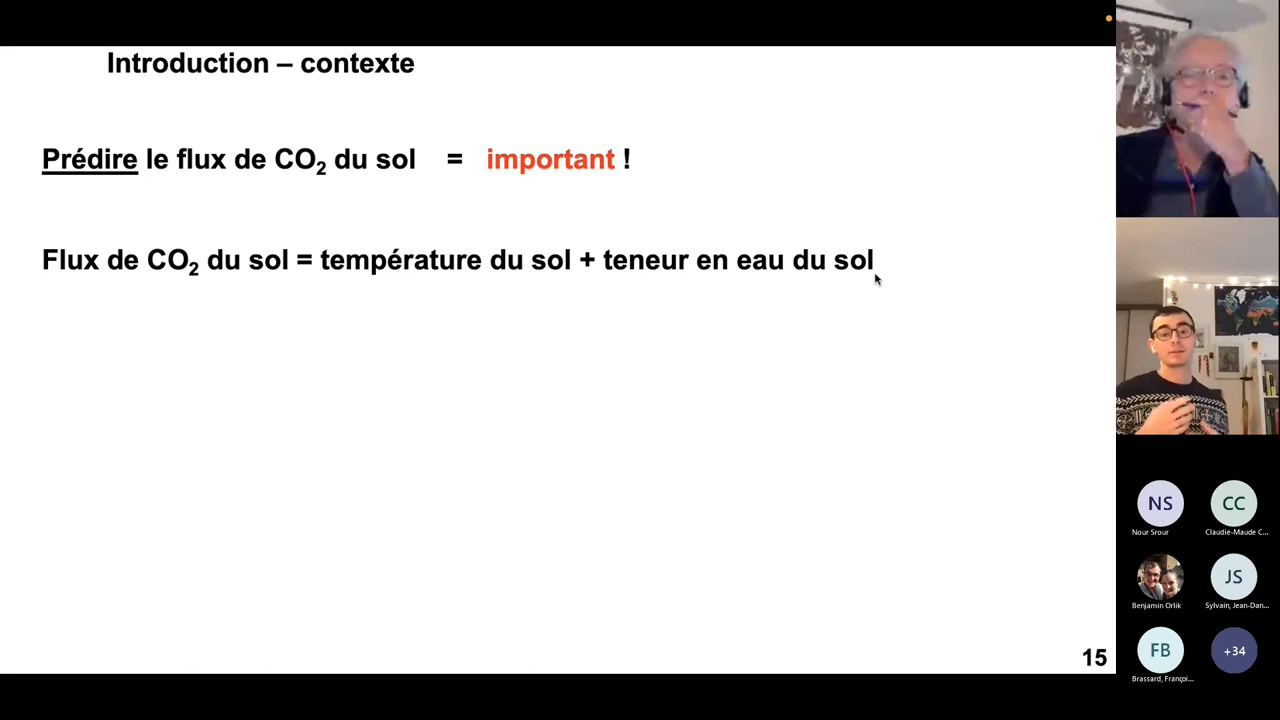 Introduction – contexte
Prédire le flux de CO₂ du sol = important !
Flux de CO₂ du sol = température du sol + teneur en eau du sol
15
NS
CC
Nour Srour
Claudie-Maude C...
JS
Benjamin Orlik
Sylvain, Jean-Dan...
FB
+34
Brassard, Françoi...